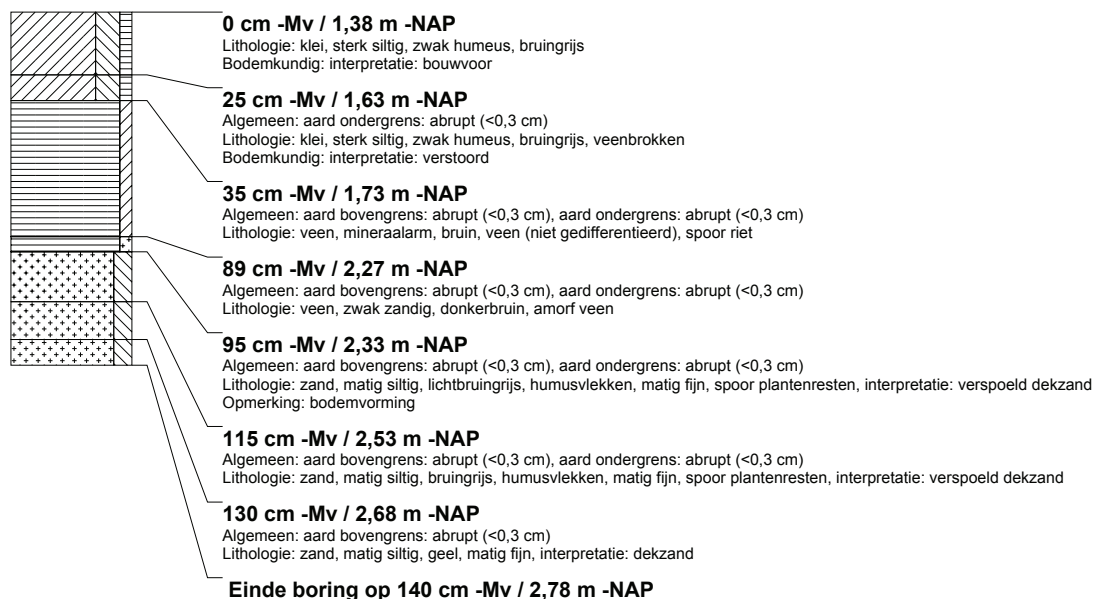 0 cm -Mv / 1,38 m -NAP
Lithologie: klei, sterk siltig, zwak humeus, bruingrijs
Bodemkundig: interpretatie: bouwvoor
25 cm -Mv / 1,63 m -NAP
Algemeen: aard ondergrens: abrupt (<0,3 cm)
Lithologie: klei, sterk siltig, zwak humeus, bruingrijs, veenbrokken
Bodemkundig: interpretatie: verstoord
35 cm -Mv / 1,73 m -NAP
Algemeen: aard bovengrens: abrupt (<0,3 cm), aard ondergrens: abrupt (<0,3 cm)
Lithologie: veen, mineraalarm, bruin, veen (niet gedifferentieerd), spoor riet
89 cm -Mv / 2,27 m -NAP
Algemeen: aard bovengrens: abrupt (<0,3 cm), aard ondergrens: abrupt (<0,3 cm)
Lithologie: veen, zwak zandig, donkerbruin, amorf veen
95 cm -Mv / 2,33 m -NAP
Algemeen: aard bovengrens: abrupt (<0,3 cm), aard ondergrens: abrupt (<0,3 cm)
Lithologie: zand, matig siltig, lichtbruingrijs, humusvlekken, matig fijn, spoor plantenresten, interpretatie: verspoeld dekzand
Opmerking: bodemvorming
115 cm -Mv / 2,53 m -NAP
Algemeen: aard bovengrens: abrupt (<0,3 cm), aard ondergrens: abrupt (<0,3 cm)
Lithologie: zand, matig siltig, bruingrijs, humusvlekken, matig fijn, spoor plantenresten, interpretatie: verspoeld dekzand
130 cm -Mv / 2,68 m -NAP
Algemeen: aard bovengrens: abrupt (<0,3 cm)
Lithologie: zand, matig siltig, geel, matig fijn, interpretatie: dekzand
Einde boring op 140 cm -Mv / 2,78 m -NAP